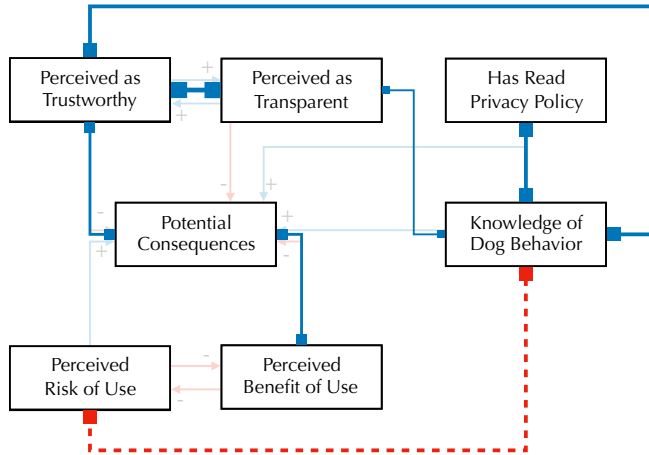 Perceived as
Trustworthy
+
+
Perceived as
Transparent
Has Read
Privacy Policy
-
+
-
+
Potential
Consequences
+
-
Knowledge of
Dog Behavior
Perceived
Risk of Use
-
-
Perceived
Benefit of Use